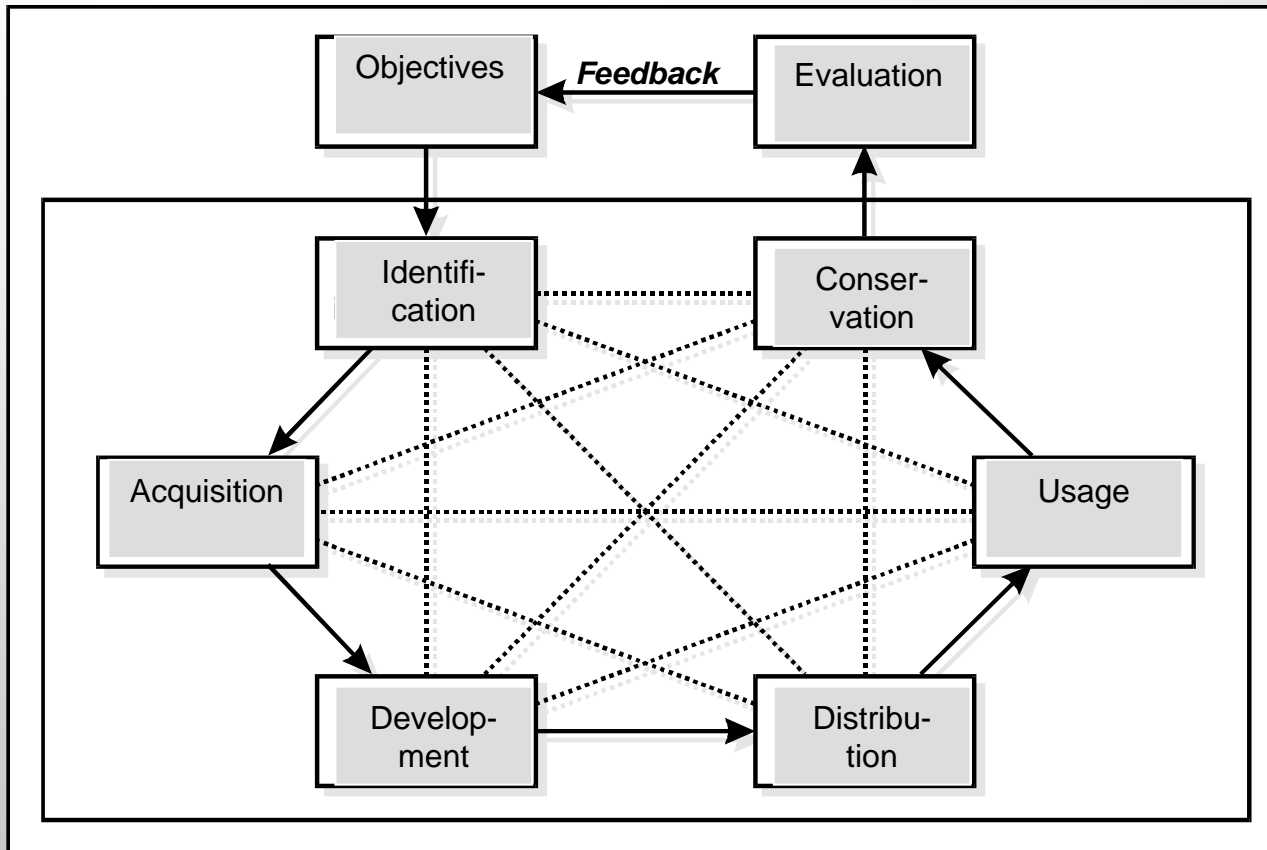 Objectives
Feedback
Evaluation
Identifi-
cation
Conser-
vation
Acquisition
Usage
Develop-
ment
Distribu-
tion